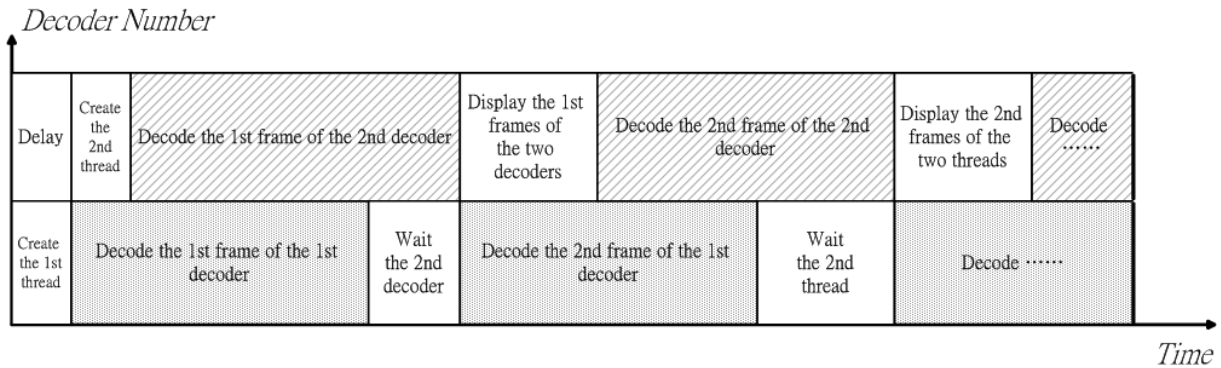 Decoder Number
Delay
Create
the
2nd
thread
Decode the 1st frame of the 2nd decoder
Display the 1st
frames of
the two
decoders
Decode the 2nd frame of the 2nd
decoder
Display the 2nd
frames of the
two threads
Decode
······
Create
the 1st
thread
Decode the 1st frame of the 1st
decoder
Wait
the 2nd
decoder
Decode the 2nd frame of the 1st
decoder
Wait
the 2nd
thread
Decode ······
Time